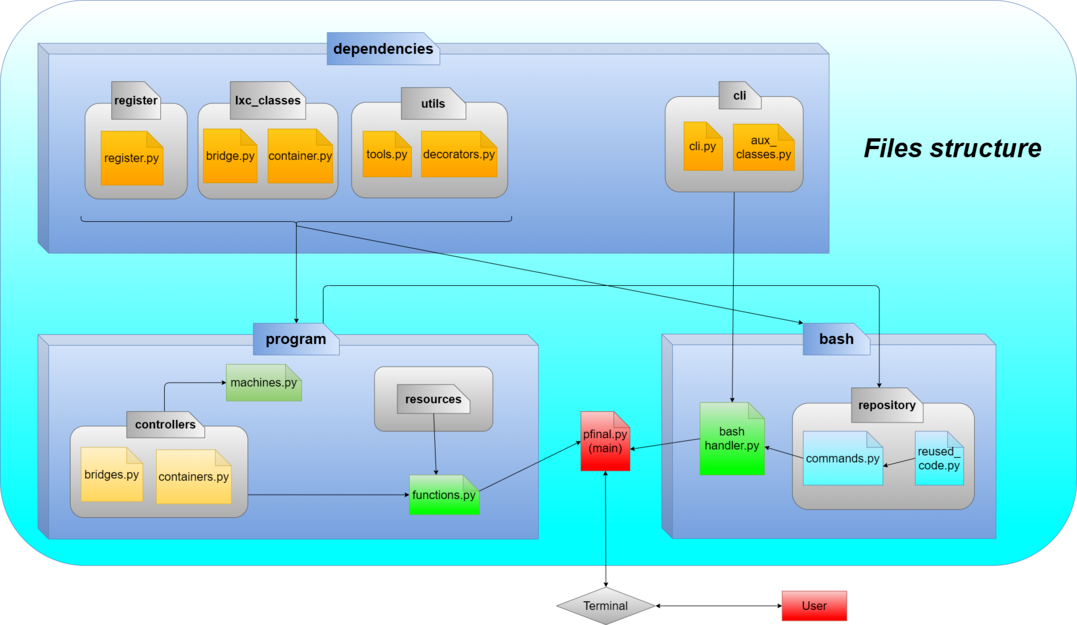 dependencies
register
lxc_classes
utils
cli
register.py
bridge.py
container.py
tools.py
decorators.py
cli.py
aux_
classes.py
Files structure
program
bash
machines.py
resources
controllers
repository
bridges.py
containers.py
functions.py
pfinal.py
(main)
bash
handler.py
commands.py
reused_
code.py
Terminal
User